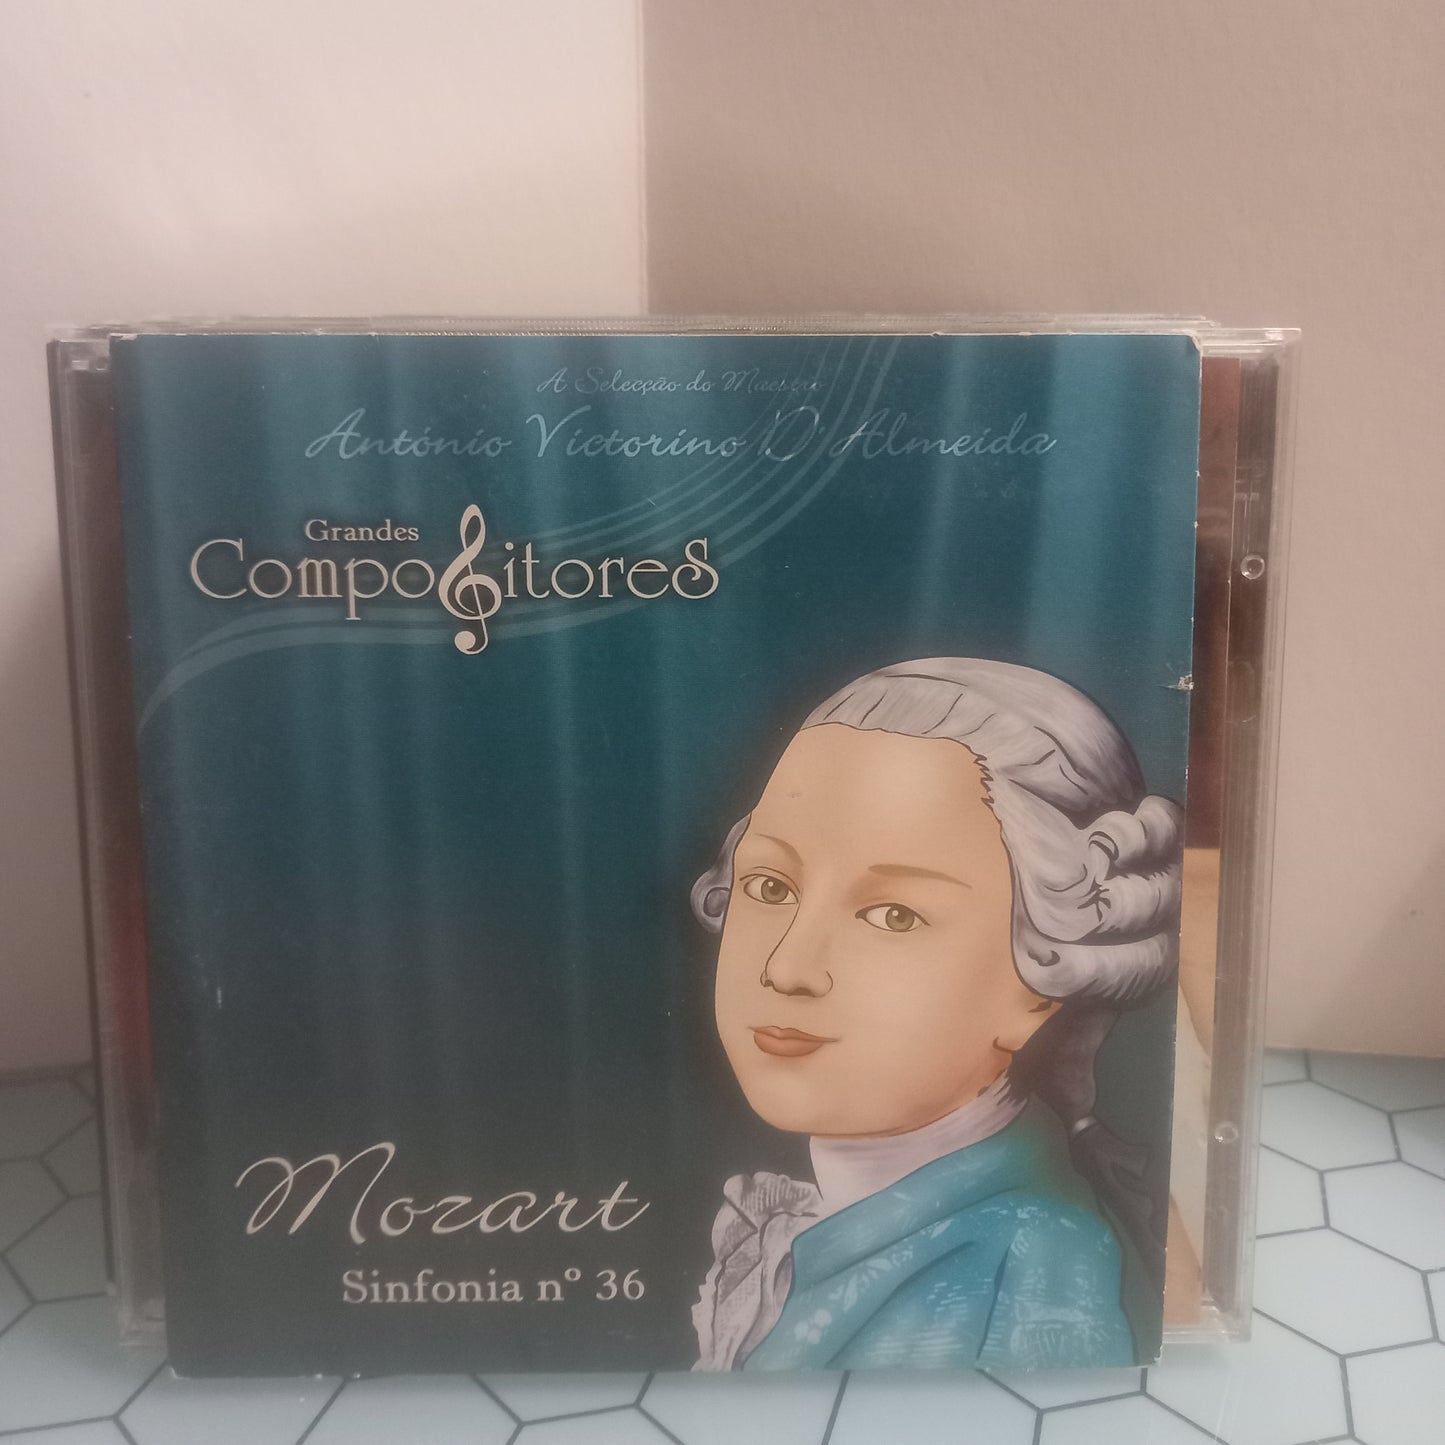 A Selecção do Maestro
António Victorino D'Almeida
Grandes
Compositores
Mozart
Sinfonia nº 36